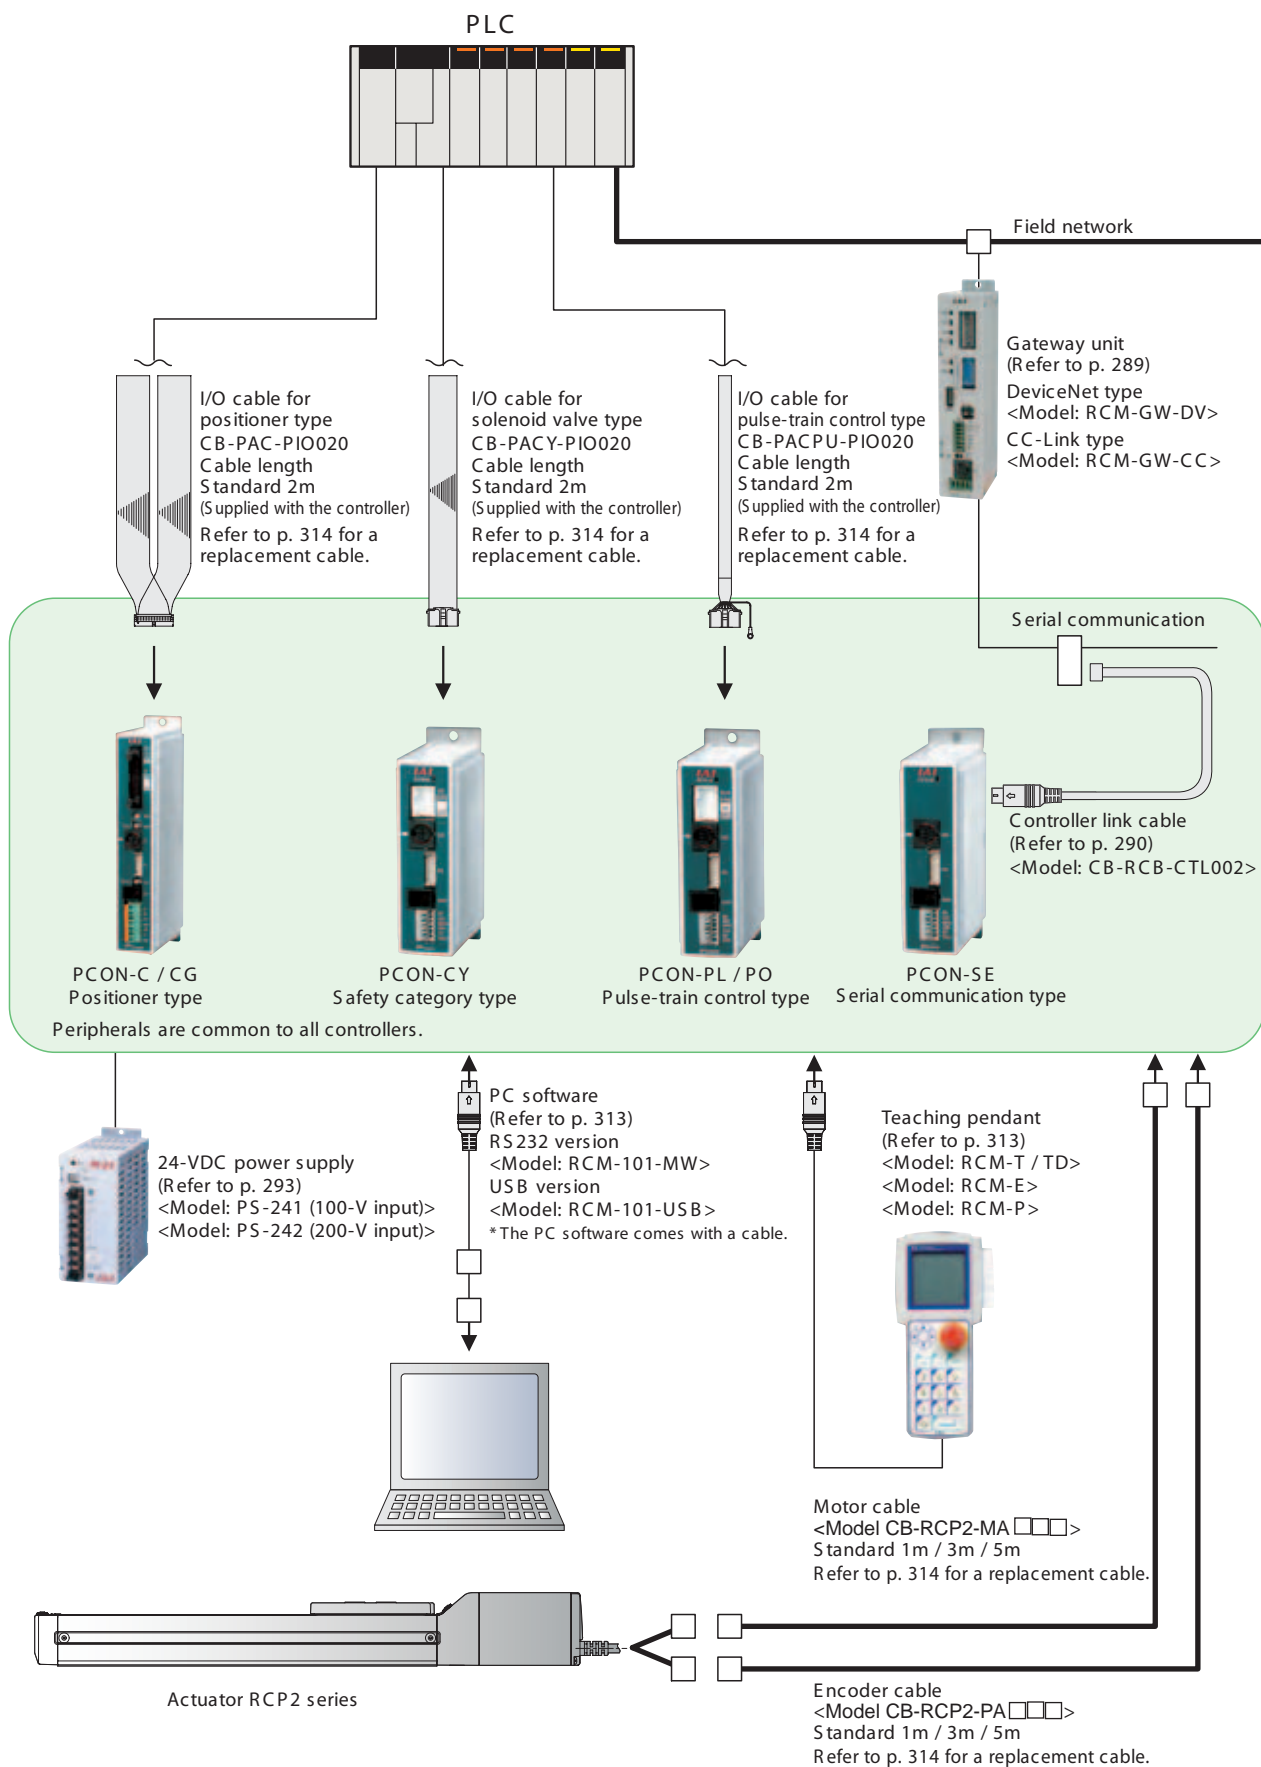 PLC
Field network
Gateway unit
(Refer to p. 289)
DeviceNet type
<Model: RCM-GW-DV>
CC-Link type
<Model: RCM-GW-CC>
I/O cable for
positioner type
CB-PAC-PIO020
Cable length
Standard 2m
(Supplied with the controller)
Refer to p. 314 for a
replacement cable.
I/O cable for
solenoid valve type
CB-PACY-PIO020
Cable length
Standard 2m
(Supplied with the controller)
Refer to p. 314 for a
replacement cable.
I/O cable for
pulse-train control type
CB-PACPU-PIO020
Cable length
Standard 2m
(Supplied with the controller)
Refer to p. 314 for a
replacement cable.
Serial communication
Controller link cable
(Refer to p. 290)
<Model: CB-RCB-CTL002>
PCON-C / CG
Positioner type
PCON-CY
Safety category type
PCON-PL / PO
Pulse-train control type
PCON-SE
Serial communication type
Peripherals are common to all controllers.
24-VDC power supply
(Refer to p. 293)
<Model: PS-241 (100-V input)>
<Model: PS-242 (200-V input)>
PC software
(Refer to p. 313)
RS232 version
<Model: RCM-101-MW>
USB version
<Model: RCM-101-USB>
* The PC software comes with a cable.
Teaching pendant
(Refer to p. 313)
<Model: RCM-T / TD>
<Model: RCM-E>
<Model: RCM-P>
Motor cable
<Model CB-RCP2-MA□□□>
Standard 1m / 3m / 5m
Refer to p. 314 for a replacement cable.
Actuator RCP2 series
Encoder cable
<Model CB-RCP2-PA□□□>
Standard 1m / 3m / 5m
Refer to p. 314 for a replacement cable.